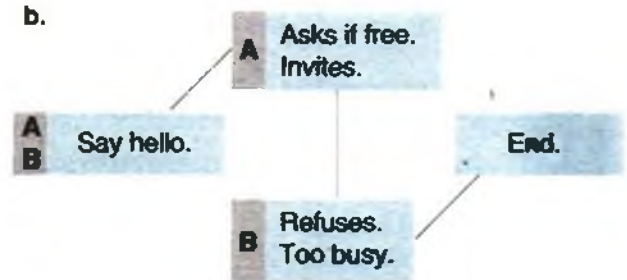 b.
A
B
Say hello.
A
Asks if free.
Invites.
B
Refuses.
Too busy.
End.